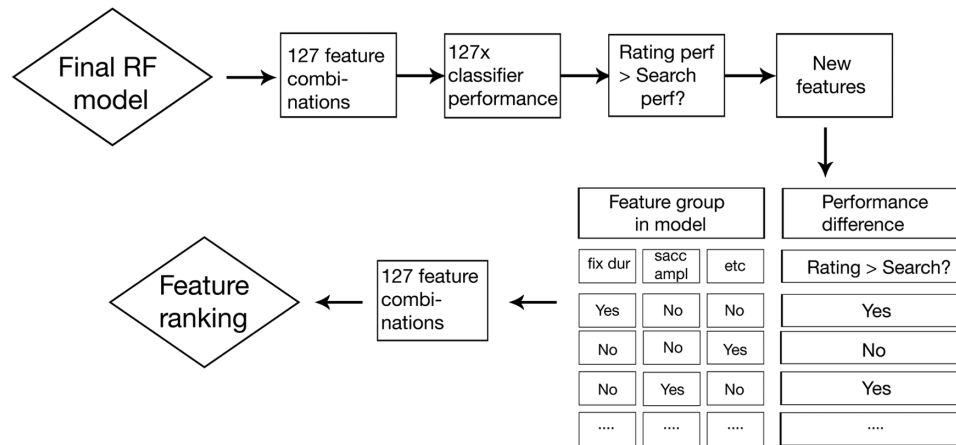 Final RF
model
127 feature
combi-
nations
127x
classifier
performance
Rating perf
> Search
perf?
New
features
Feature group
in model
Performance
difference
fix dur
sacc
ampl
etc
Rating > Search?
Yes
No
No
Yes
No
No
Yes
No
No
Yes
No
Yes
....
....
....
....
127 feature
combi-
nations
Feature
ranking